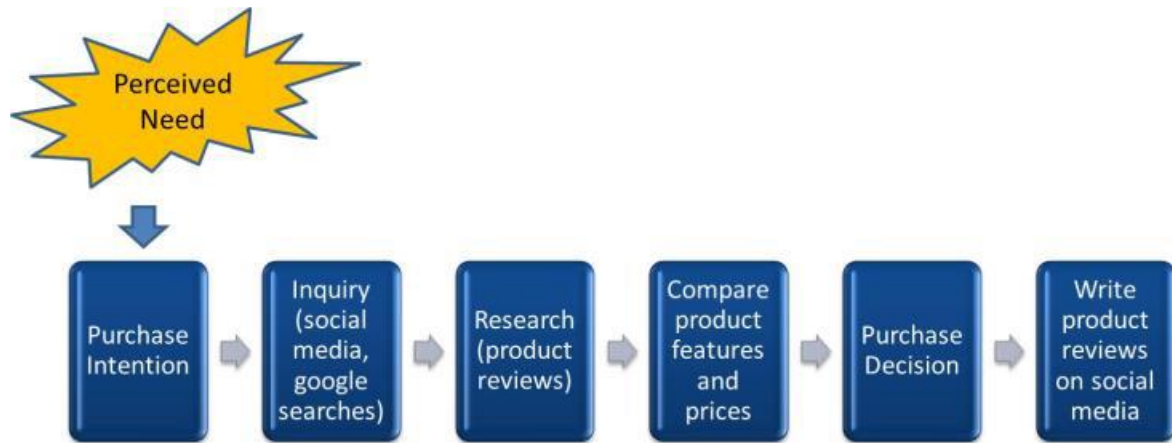 Perceived
Need
Purchase
Intention
Inquiry
(social
media,
google
searches)
Research
(product
reviews)
Compare
product
features
and
prices
Purchase
Decision
Write
product
reviews
on social
media